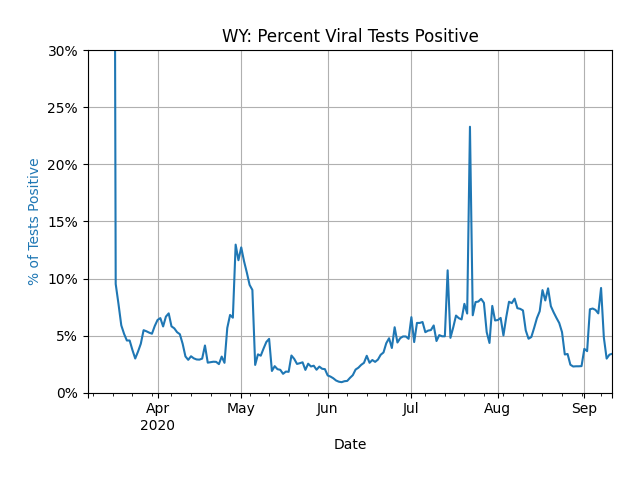 WY: Percent Viral Tests Positive
30%
25%
20%
15%
10%
5%
0%
% of Tests Positive
Apr
2020
May
Jun
Jul
Aug
Sep
Date